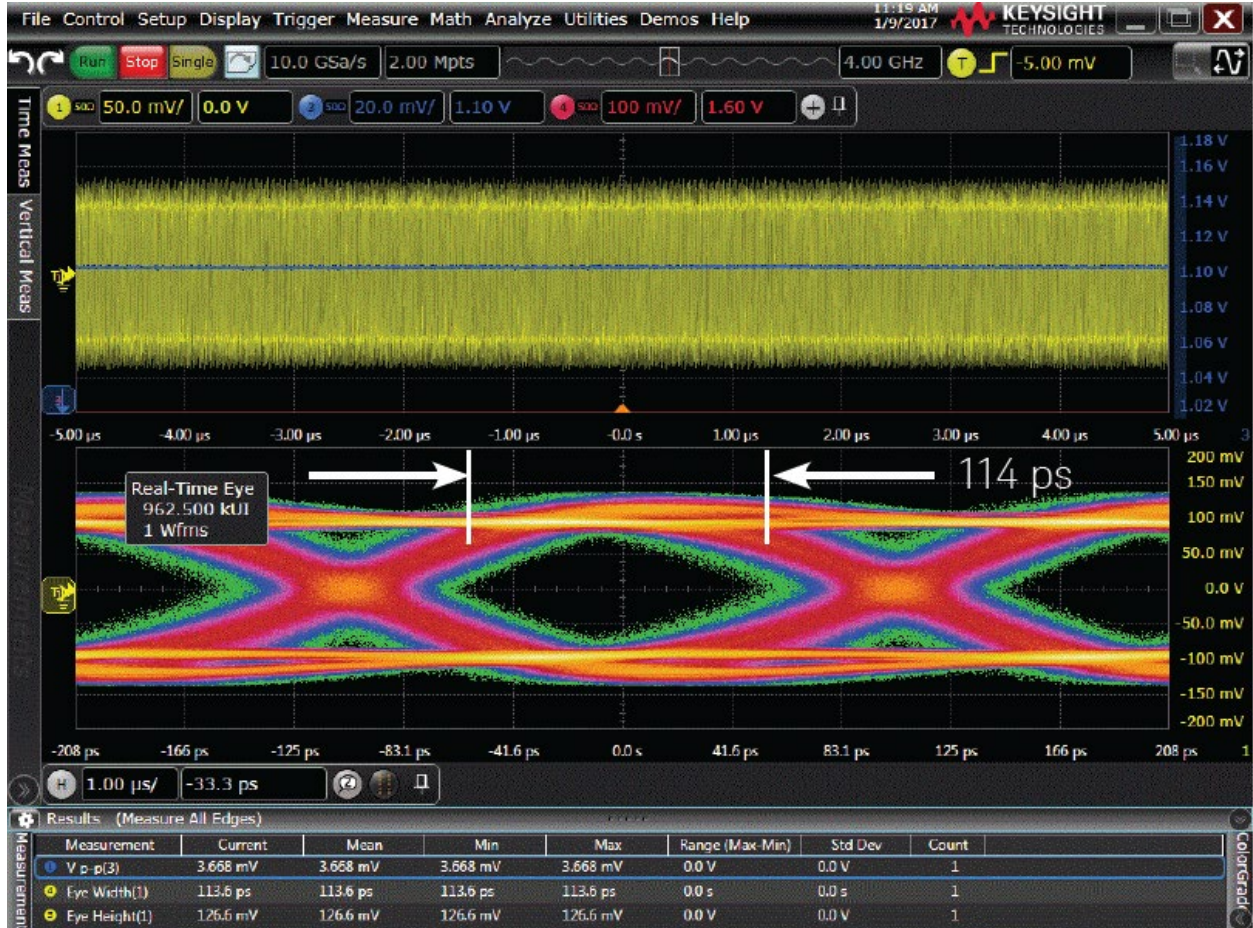 File Control Setup Display Trigger Measure Math Analyze Utilities Demos Help
11:19 AM
1/9/2017
KEYSIGHT
TECHNOLOGIES
Run Stop Single 10.0 GSa/s 2.00 Mpts 4.00 GHz T -5.00 mV
1 50Ω 50.0 mV/ 0.0 V 3 50Ω 20.0 mV/ 1.10 V 4 50Ω 100 mV/ 1.60 V
Time Meas
Vertical Meas
Measurements
1.18 V
1.16 V
1.14 V
1.12 V
1.10 V
1.08 V
1.06 V
1.04 V
1.02 V
-5.00 µs -4.00 µs -3.00 µs -2.00 µs -1.00 µs -0.0 s 1.00 µs 2.00 µs 3.00 µs 4.00 µs 5.00 µs 3
114 ps
Real-Time Eye
962.500 kUI
1 Wfms
200 mV
150 mV
100 mV
50.0 mV
0.0 V
-50.0 mV
-100 mV
-150 mV
-200 mV
-208 ps -166 ps -125 ps -83.1 ps -41.6 ps 0.0 s 41.6 ps 83.1 ps 125 ps 166 ps 208 ps 1
H 1.00 µs/ -33.3 ps
Results (Measure All Edges)
Measurement Current Mean Min Max Range (Max-Min) Std Dev Count
V p-p(3) 3.668 mV 3.668 mV 3.668 mV 3.668 mV 0.0 V 0.0 V 1
Eye Width(1) 113.6 ps 113.6 ps 113.6 ps 113.6 ps 0.0 s 0.0 s 1
Eye Height(1) 126.6 mV 126.6 mV 126.6 mV 126.6 mV 0.0 V 0.0 V 1
Measurement
ColorGrade